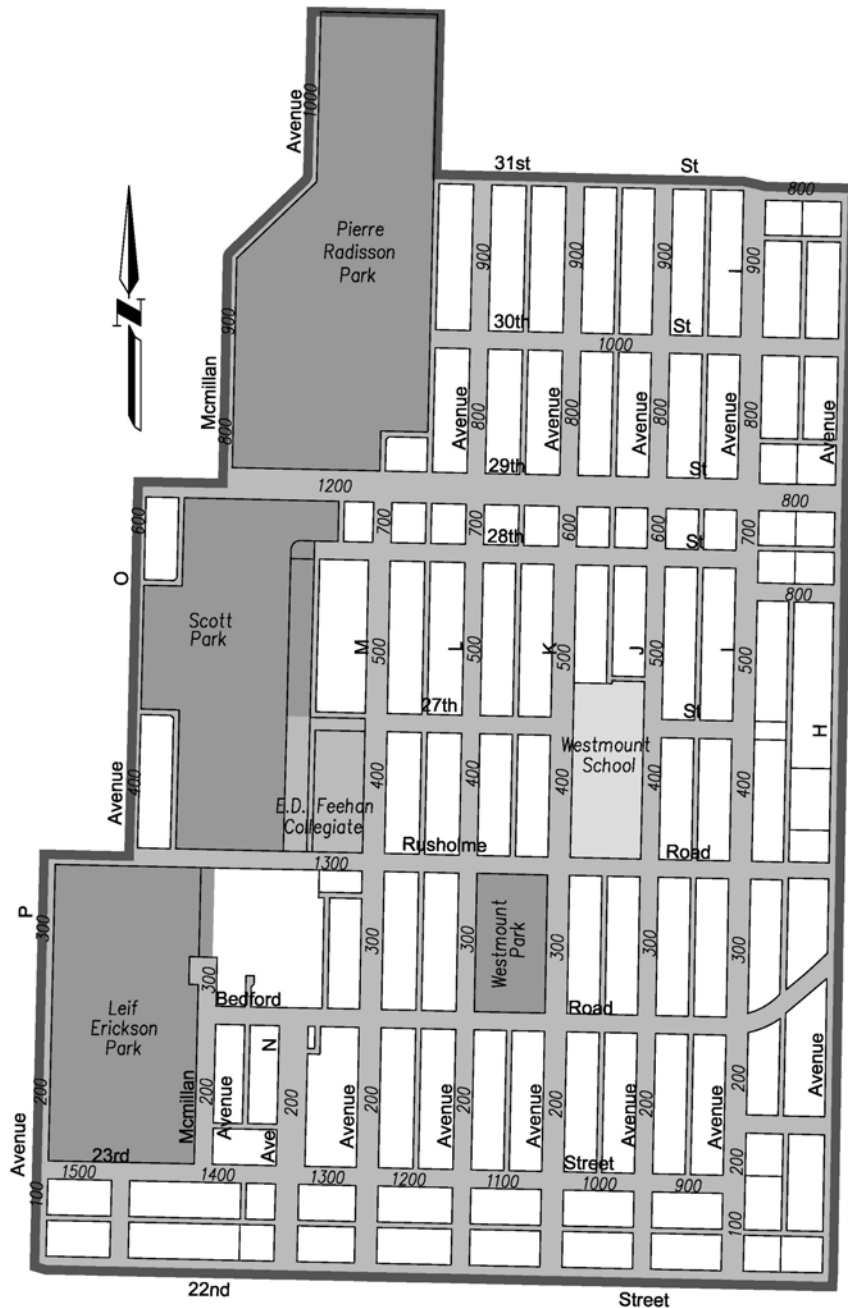 31st St
800
Avenue
1000
Pierre
Radisson
Park
900 900 900 900
I
N
30th St
1000
900
Mcmillan
800
Avenue Avenue Avenue Avenue Avenue
800 800 800 800
29th St
1200
800
600
700 700 600 600 700
28th St
O
800
Scott
Park
M L K J I H
500 500 500 500 500
27th St
Westmount
School
Avenue
400
400 400 400 400 400
E.D. Feehan
Collegiate
Rusholme Road
1300
P
300
Westmount
Park
300 300 300 300 300
300
Bedford Road
Leif
Erickson
Park
N
200
Mcmillan
Avenue
200
Ave
200
Avenue Avenue Avenue Avenue Avenue Avenue
200 200 200 200 200
Avenue
23rd Street
200
1500 1400 1300 1200 1100 1000 900
100
100
22nd Street